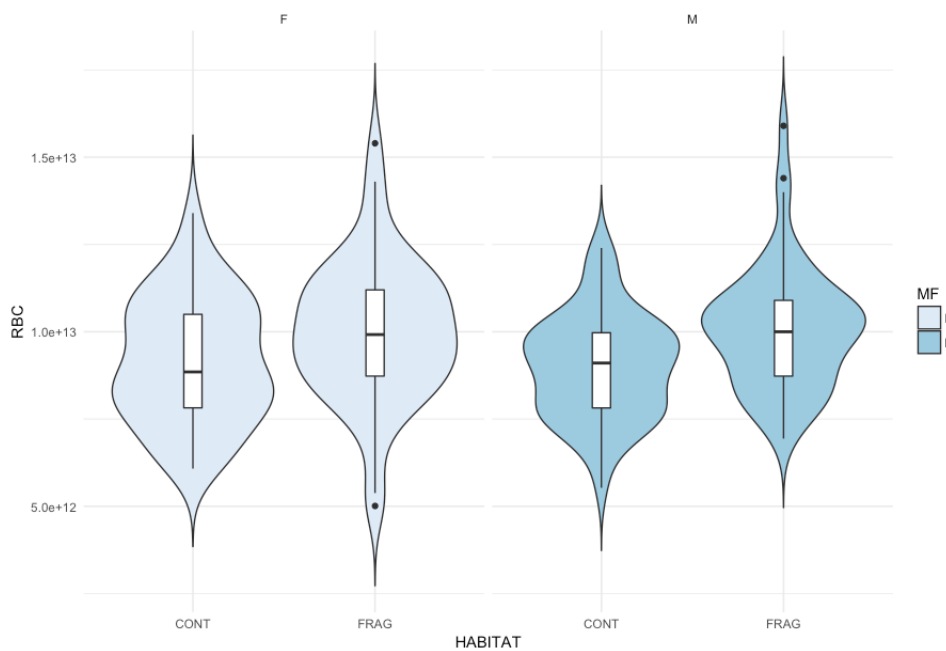 F
M
1.5e+13
1.0e+13
5.0e+12
RBC
CONT
FRAG
CONT
FRAG
HABITAT
MF